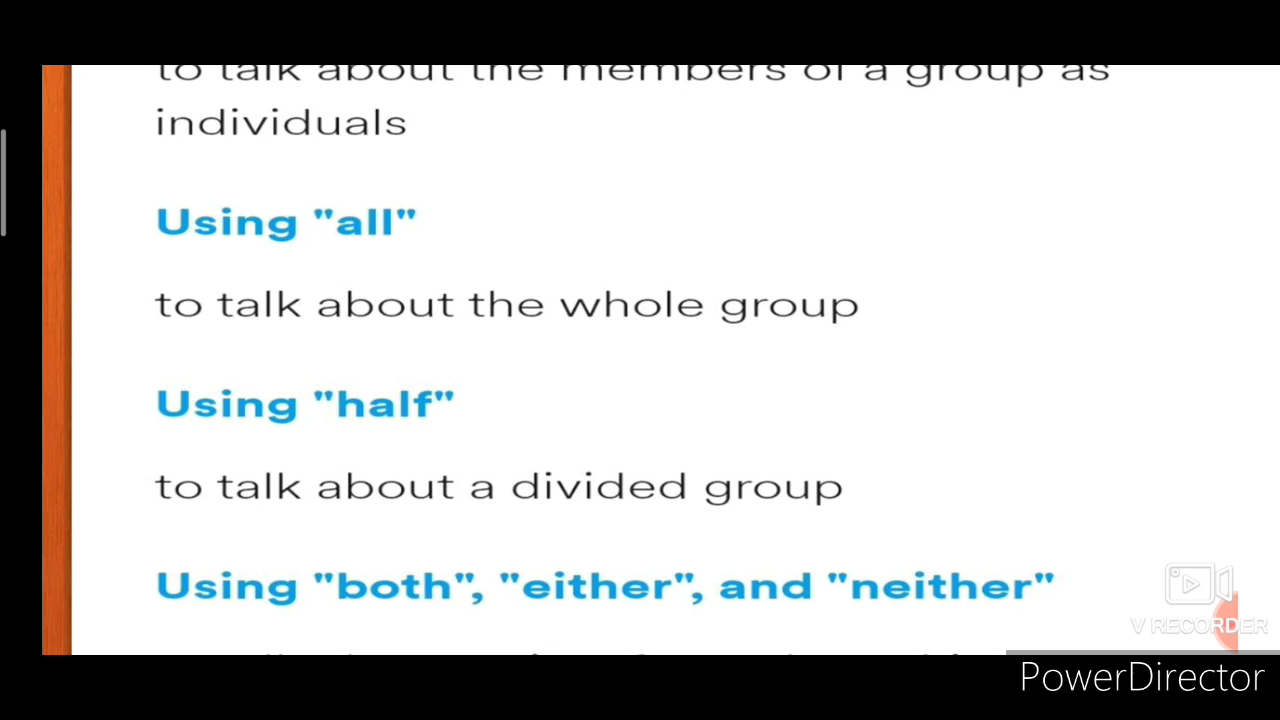 to talk about the members of a group as
individuals
Using "all"
to talk about the whole group
Using "half"
to talk about a divided group
Using "both", "either", and "neither"
V RECORDER
PowerDirector